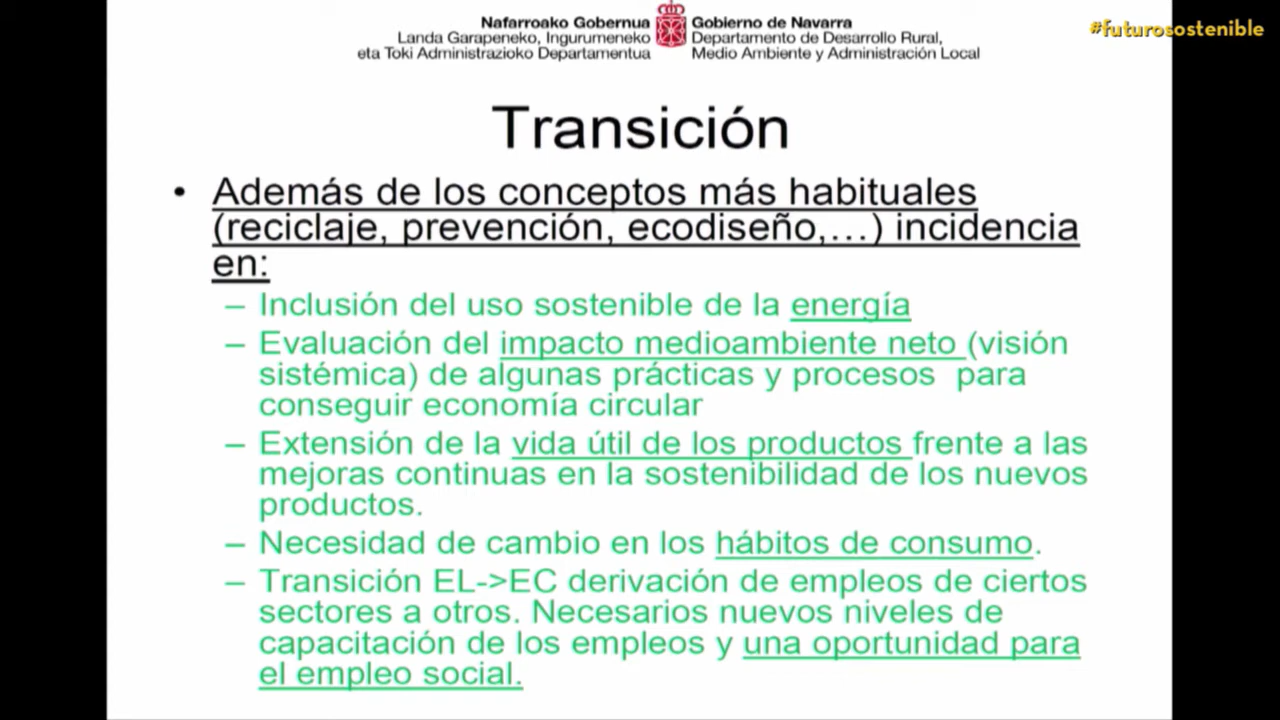 Nafarroako Gobernua
Landa Garapeneko, Ingurumeneko
eta Toki Administrazioko Departamentua
Gobierno de Navarra
Departamento de Desarrollo Rural,
Medio Ambiente y Administración Local
#futurosostenible
Transición
• Además de los conceptos más habituales
(reciclaje, prevención, ecodiseño,…) incidencia
en:
– Inclusión del uso sostenible de la energía
– Evaluación del impacto medioambiente neto (visión
sistémica) de algunas prácticas y procesos para
conseguir economía circular
– Extensión de la vida útil de los productos frente a las
mejoras continuas en la sostenibilidad de los nuevos
productos.
– Necesidad de cambio en los hábitos de consumo.
– Transición EL->EC derivación de empleos de ciertos
sectores a otros. Necesarios nuevos niveles de
capacitación de los empleos y una oportunidad para
el empleo social.